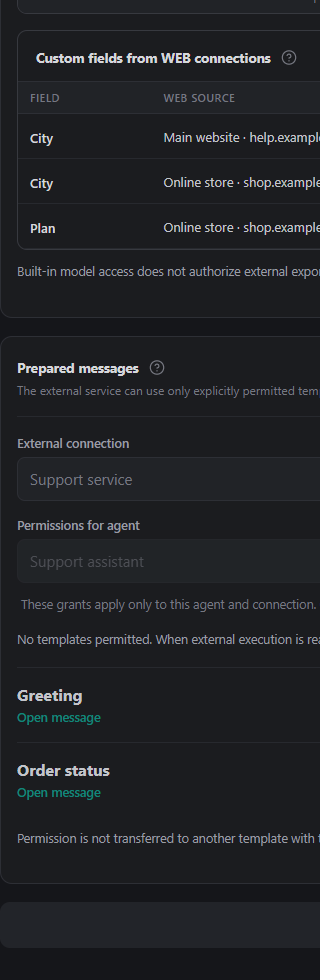 Custom fields from WEB connections
FIELD WEB SOURCE
City Main website · help.example
City Online store · shop.example
Plan Online store · shop.example
Built-in model access does not authorize external
Prepared messages
The external service can use only explicitly permitted
External connection
Support service
Permissions for agent
Support assistant
These grants apply only to this agent and connection.
No templates permitted. When external execution is
Greeting
Open message
Order status
Open message
Permission is not transferred to another template with